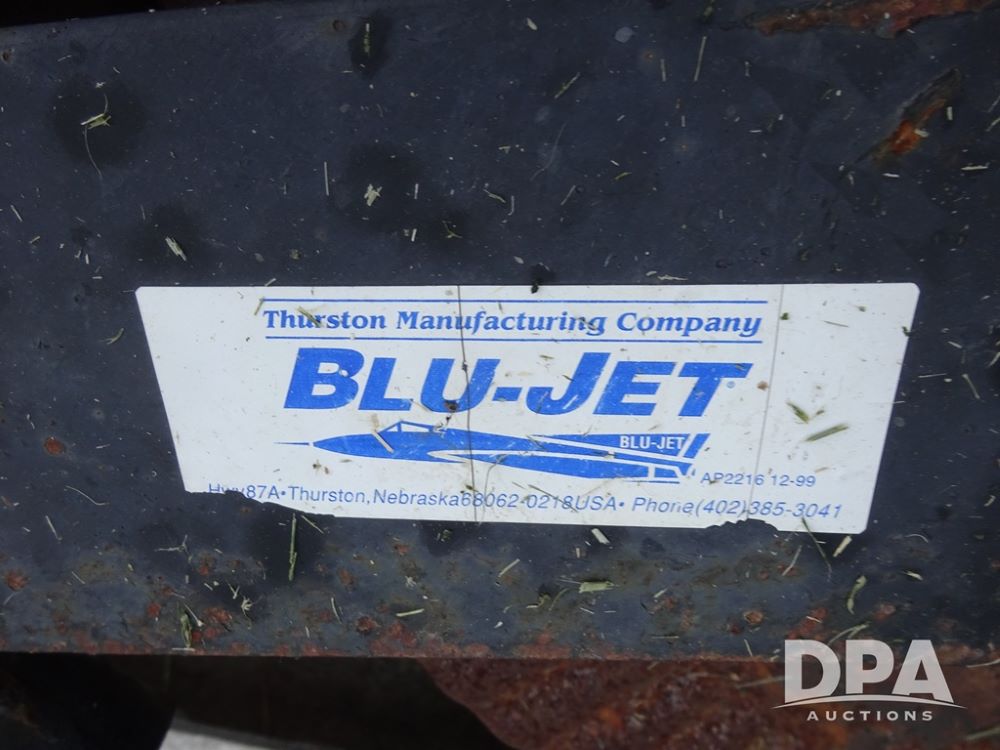 Thurston Manufacturing Company
BLU-JET®
BLU-JET
AP2216 12-99
Hwy 87A•Thurston, Nebraska 68062-0218 USA• Phone (402) 385-3041
DPA
AUCTIONS